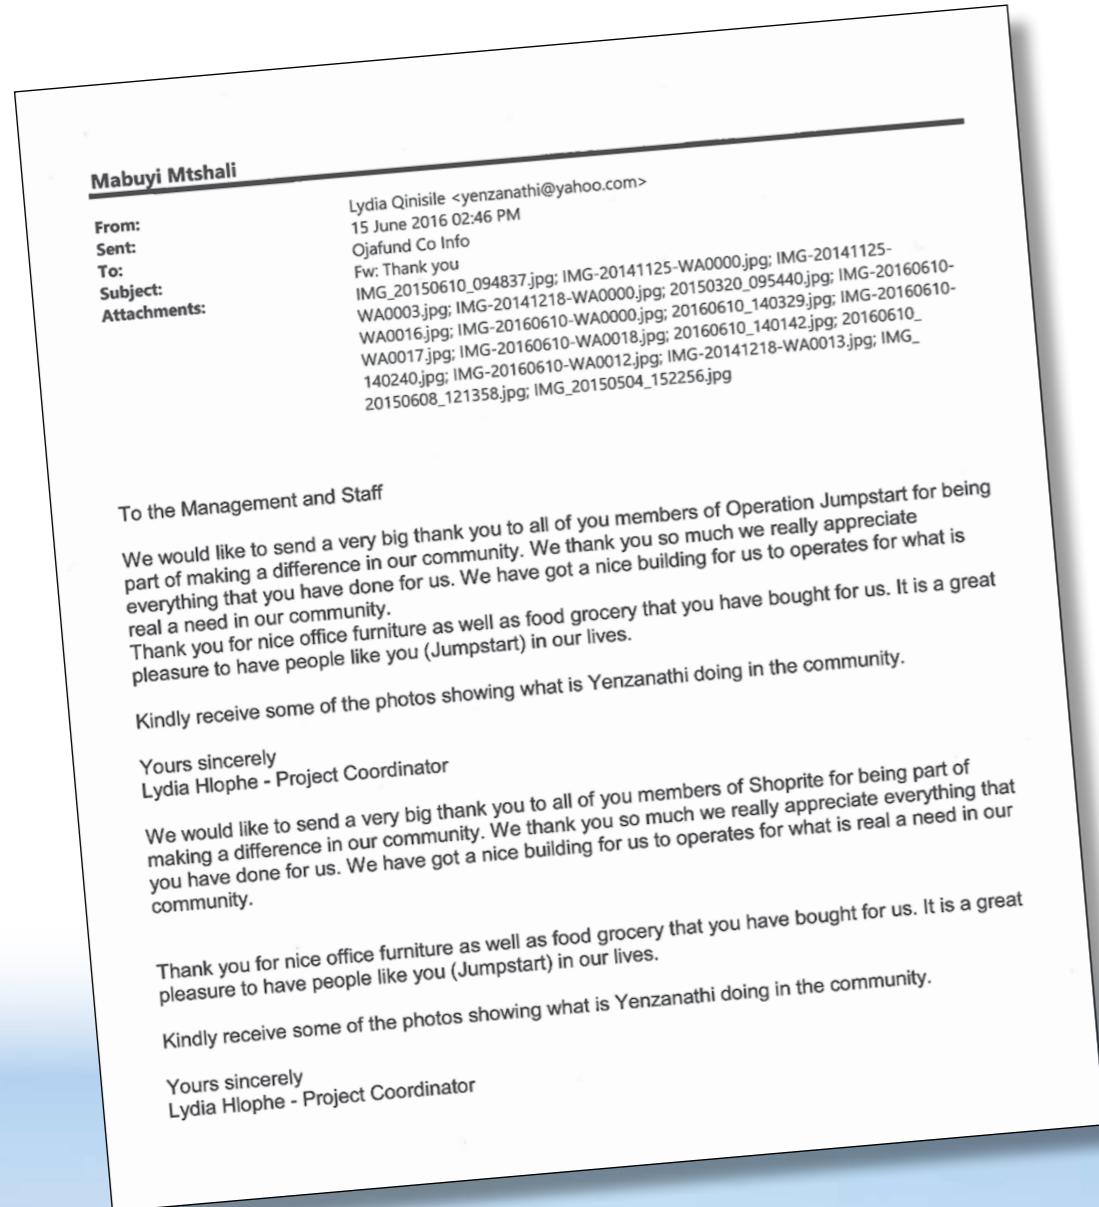 Mabuyi Mtshali
From: Lydia Qinisile <yenzanathi@yahoo.com>
Sent: 15 June 2016 02:46 PM
To: Ojafund Co Info
Subject: Fw: Thank you
Attachments: IMG_20150610_094837.jpg; IMG-20141125-WA0000.jpg; IMG-20141125-
WA0003.jpg; IMG-20141218-WA0000.jpg; 20150320_095440.jpg; IMG-20160610-
WA0016.jpg; IMG-20160610-WA0000.jpg; 20160610_140329.jpg; IMG-20160610-
WA0017.jpg; IMG-20160610-WA0018.jpg; 20160610_140142.jpg; 20160610_
140240.jpg; IMG-20160610-WA0012.jpg; IMG-20141218-WA0013.jpg; IMG_
20150608_121358.jpg; IMG_20150504_152256.jpg
To the Management and Staff
We would like to send a very big thank you to all of you members of Operation Jumpstart for being
part of making a difference in our community. We thank you so much we really appreciate
everything that you have done for us. We have got a nice building for us to operates for what is
real a need in our community.
Thank you for nice office furniture as well as food grocery that you have bought for us. It is a great
pleasure to have people like you (Jumpstart) in our lives.
Kindly receive some of the photos showing what is Yenzanathi doing in the community.
Yours sincerely
Lydia Hlophe - Project Coordinator
We would like to send a very big thank you to all of you members of Shoprite for being part of
making a difference in our community. We thank you so much we really appreciate everything that
you have done for us. We have got a nice building for us to operates for what is real a need in our
community.
Thank you for nice office furniture as well as food grocery that you have bought for us. It is a great
pleasure to have people like you (Jumpstart) in our lives.
Kindly receive some of the photos showing what is Yenzanathi doing in the community.
Yours sincerely
Lydia Hlophe - Project Coordinator